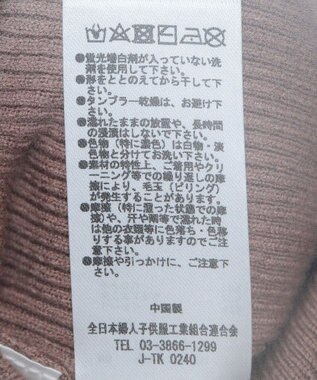 ●蛍光増白剤が入っていない洗
剤を使用して下さい。
●形をととのえてから干して下
さい。
●タンブラー乾燥は、お避け下
さい。
●濡れたままの放置や、長時間
の浸漬はしないで下さい。
●色物（特に濃色）は白物・淡
色物と分けてお洗い下さい。
●素材の特性上、ご着用やクリ
ーニング等での繰り返しの摩
擦により、毛玉（ピリング）
が発生することがあります。
●摩擦（特に湿った状態での摩
擦）や、汗や雨等で濡れた時
は他の衣類等に色落ち・色移
りする事がありますのでご注
意下さい。
●摩擦や引っかけに、ご注意下
さい。
中国製
全日本婦人子供服工業組合連合会
TEL 03-3866-1299
J-TK 0240